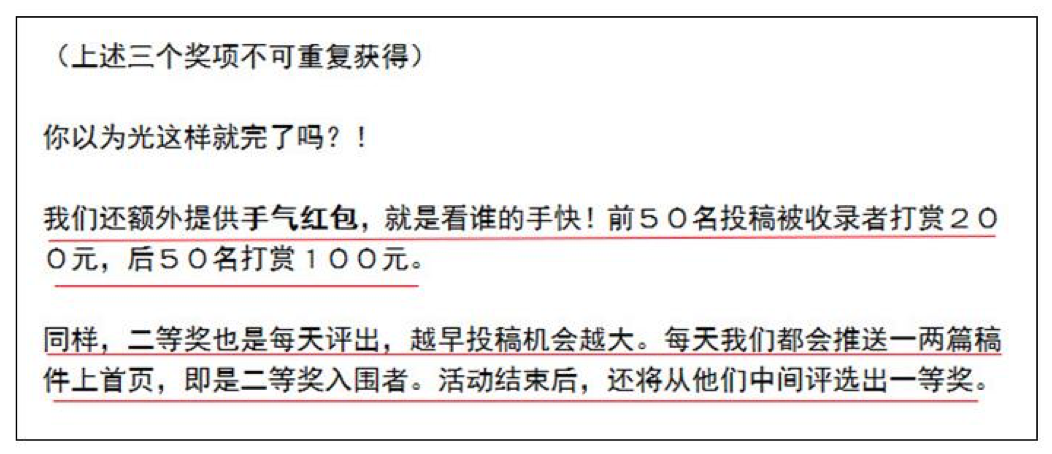 （上述三个奖项不可重复获得）
你以为光这样就完了吗？！
我们还额外提供手气红包，就是看谁的手快！前５０名投稿被收录者打赏２０
０元，后５０名打赏１００元。
同样，二等奖也是每天评出，越早投稿机会越大。每天我们都会推送一两篇稿
件上首页，即是二等奖入围者。活动结束后，还将从他们中间评选出一等奖。